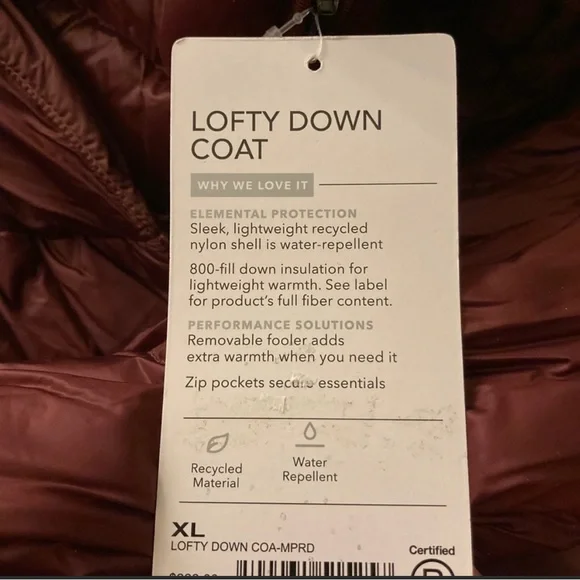 LOFTY DOWN
COAT
WHY WE LOVE IT
ELEMENTAL PROTECTION
Sleek, lightweight recycled
nylon shell is water-repellent
800-fill down insulation for
lightweight warmth. See label
for product's full fiber content.
PERFORMANCE SOLUTIONS
Removable fooler adds
extra warmth when you need it
Zip pockets secure essentials
Recycled
Material
Water
Repellent
XL
LOFTY DOWN COA-MPRD
Certified